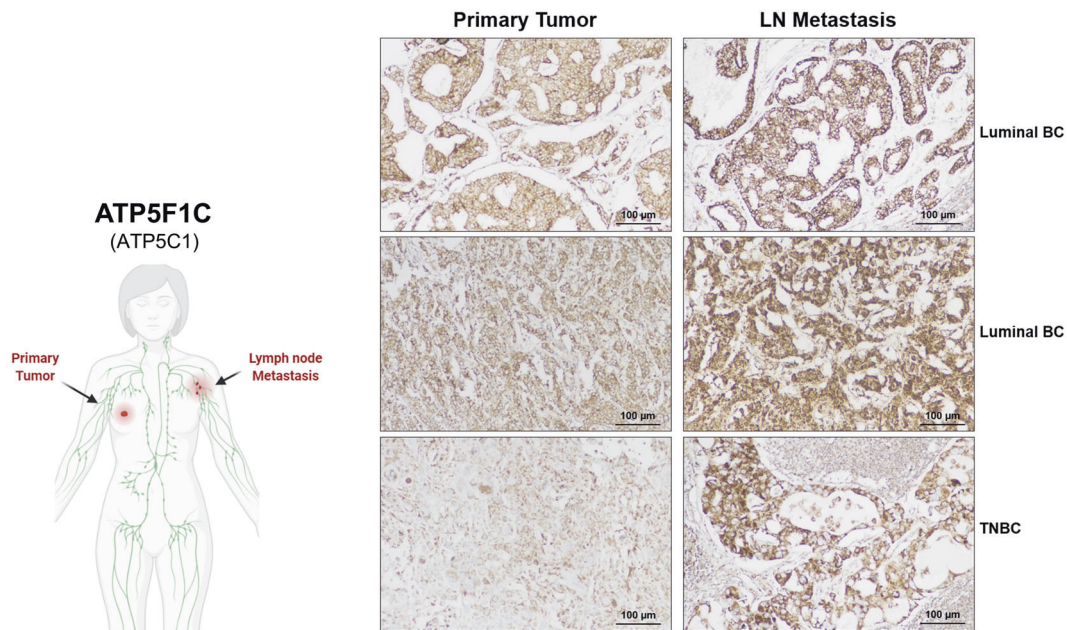 Primary Tumor
LN Metastasis
Luminal BC
100 µm
100 µm
ATP5F1C
(ATP5C1)
Luminal BC
100 µm
100 µm
Primary
Tumor
Lymph node
Metastasis
TNBC
100 µm
100 µm